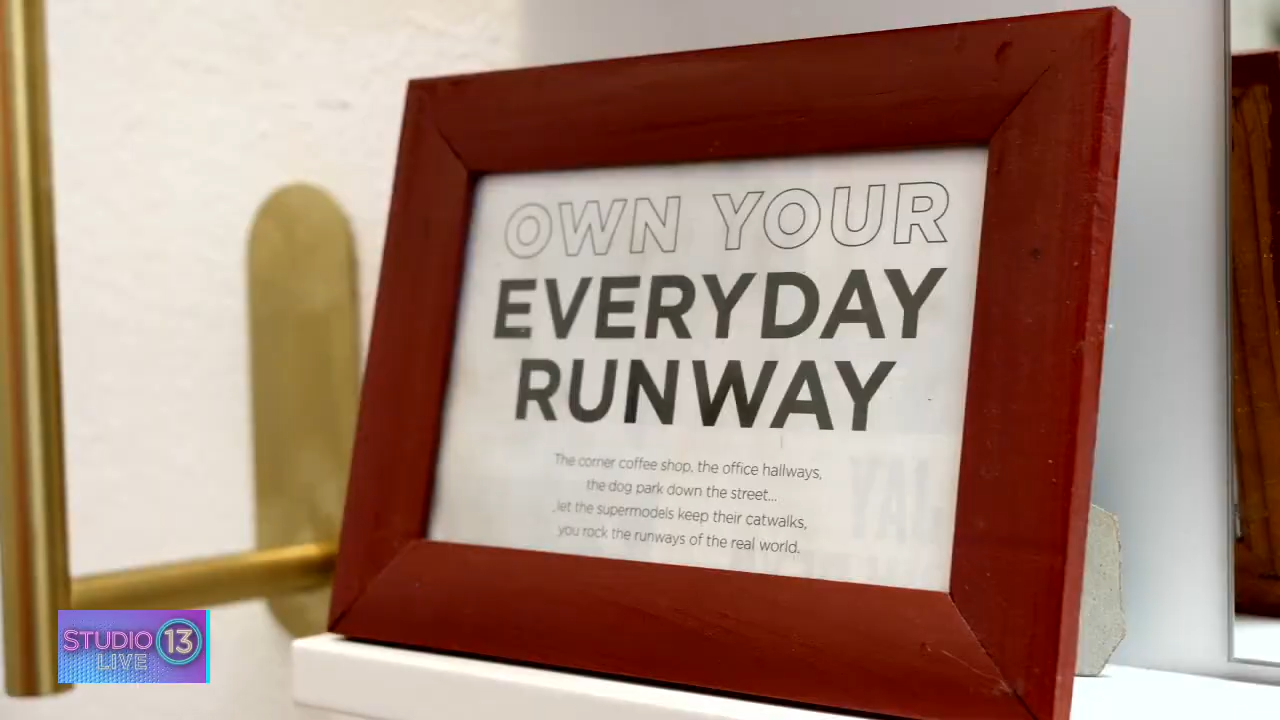 OWN YOUR
EVERYDAY
RUNWAY
The corner coffee shop, the office hallways,
the dog park down the street...
let the supermodels keep their catwalks,
you rock the runways of the real world.
STUDIO 13
LIVE